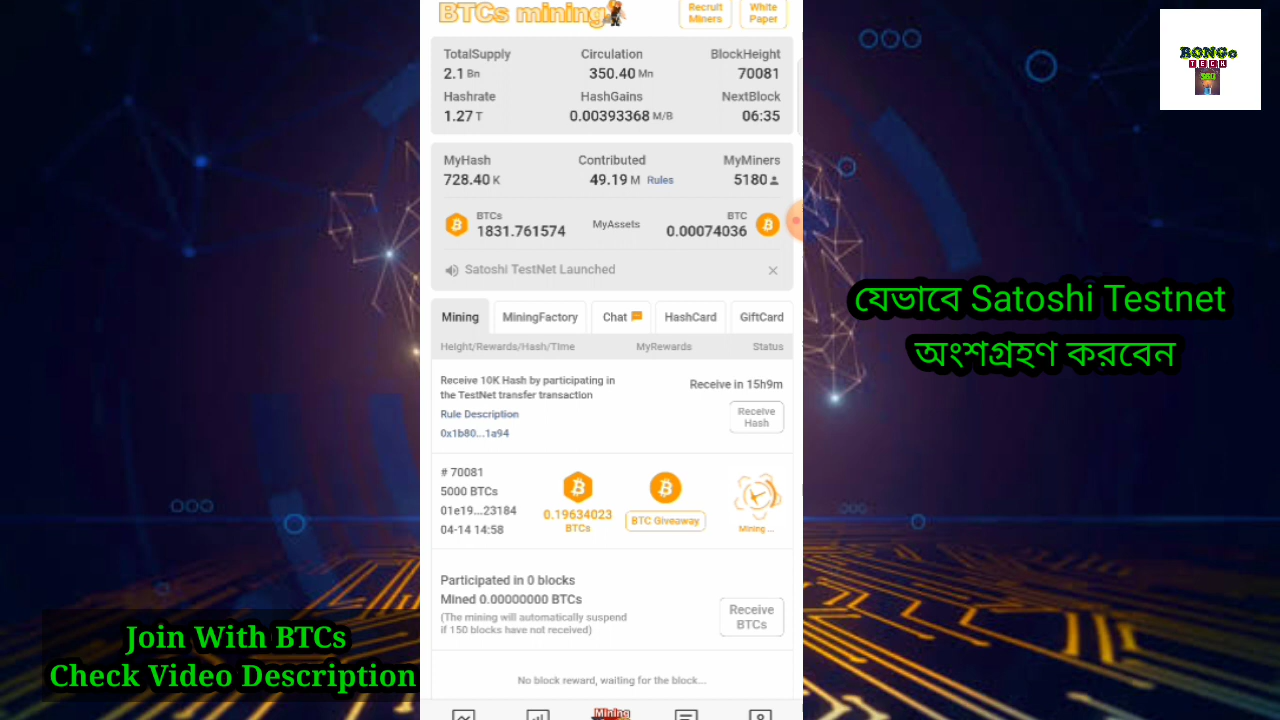 BTCs mining
Recruit
Miners
White
Paper
TotalSupply
Circulation
BlockHeight
2.1 Bn
350.40 Mn
70081
Hashrate
HashGains
NextBlock
1.27 T
0.00393368 M/B
06:35
MyHash
Contributed
MyMiners
728.40 K
49.19 M Rules
5180
BTCs
1831.761574
MyAssets
BTC
0.00074036
Satoshi TestNet Launched
Mining
MiningFactory
Chat
HashCard
GiftCard
Height/Rewards/Hash/Time
MyRewards
Status
Receive 10K Hash by participating in
the TestNet transfer transaction
Rule Description
0x1b80...1a94
Receive in 15h9m
Receive
Hash
# 70081
5000 BTCs
01e19...23184
04-14 14:58
0.19634023
BTCs
BTC Giveaway
Mining ...
Participated in 0 blocks
Mined 0.00000000 BTCs
(The mining will automatically suspend
if 150 blocks have not received)
Receive
BTCs
No block reward, waiting for the block...
Mining
Join With BTCs
Check Video Description
যেভাবে Satoshi Testnet
অংশগ্রহণ করবেন
BONGo
TECH